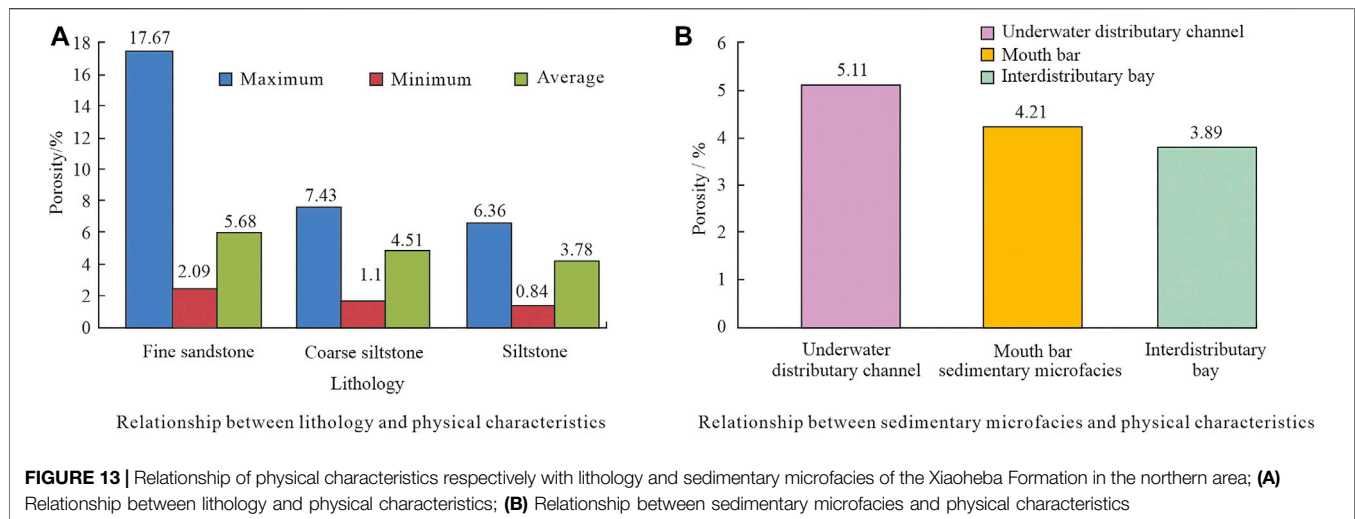 A
18
16
14
12
10
8
6
4
2
0
Porosity/%
Maximum
Minimum
Average
17.67
2.09
5.68
7.43
1.1
4.51
6.36
0.84
3.78
Fine sandstone
Coarse siltstone
Siltstone
Lithology
Relationship between lithology and physical characteristics
B
6
5
4
3
2
1
0
Porosity / %
Underwater distributary channel
Mouth bar
Interdistributary bay
5.11
4.21
3.89
Underwater
distributary channel
Mouth bar
sedimentary microfacies
Interdistributary
bay
Relationship between sedimentary microfacies and physical characteristics
FIGURE 13 | Relationship of physical characteristics respectively with lithology and sedimentary microfacies of the Xiaoheba Formation in the northern area; (A)
Relationship between lithology and physical characteristics; (B) Relationship between sedimentary microfacies and physical characteristics